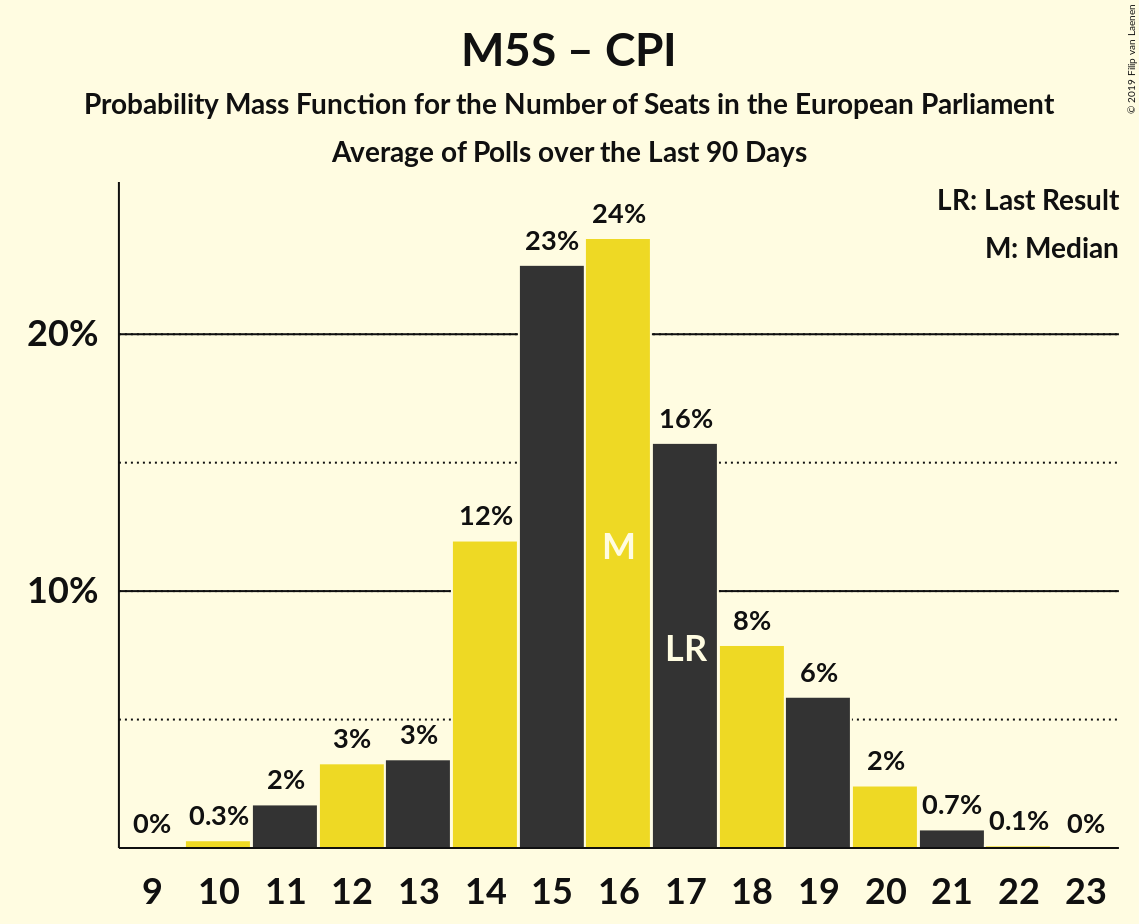 M5S – CPI
Probability Mass Function for the Number of Seats in the European Parliament
Average of Polls over the Last 90 Days
© 2019 Filip van Laenen
LR: Last Result
M: Median
20%
10%
0%
0.3%
2%
3%
3%
12%
23%
24%
16%
8%
6%
2%
0.7%
0.1%
0%
M
LR
9 10 11 12 13 14 15 16 17 18 19 20 21 22 23